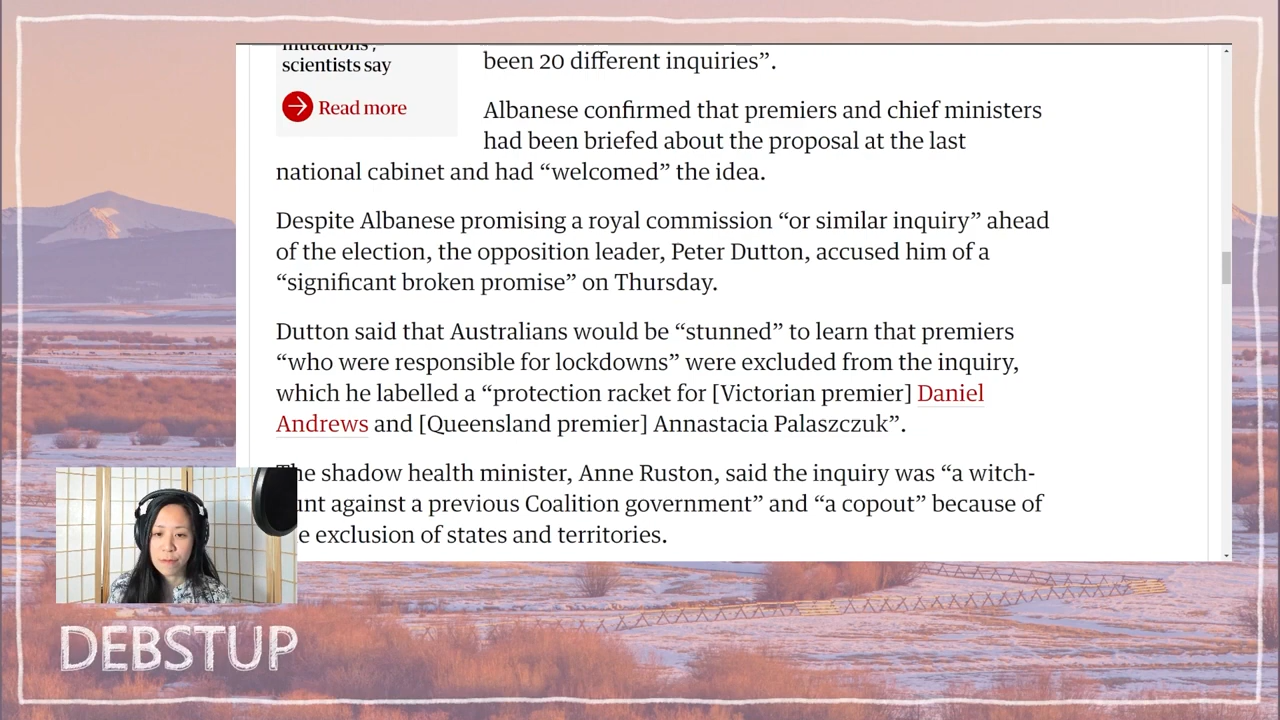 mutations',
scientists say
Read more
been 20 different inquiries”.
Albanese confirmed that premiers and chief ministers
had been briefed about the proposal at the last
national cabinet and had “welcomed” the idea.
Despite Albanese promising a royal commission “or similar inquiry” ahead
of the election, the opposition leader, Peter Dutton, accused him of a
“significant broken promise” on Thursday.
Dutton said that Australians would be “stunned” to learn that premiers
“who were responsible for lockdowns” were excluded from the inquiry,
which he labelled a “protection racket for [Victorian premier] Daniel
Andrews and [Queensland premier] Annastacia Palaszczuk”.
The shadow health minister, Anne Ruston, said the inquiry was “a witch-
unt against a previous Coalition government” and “a copout” because of
e exclusion of states and territories.
DEBSTUP